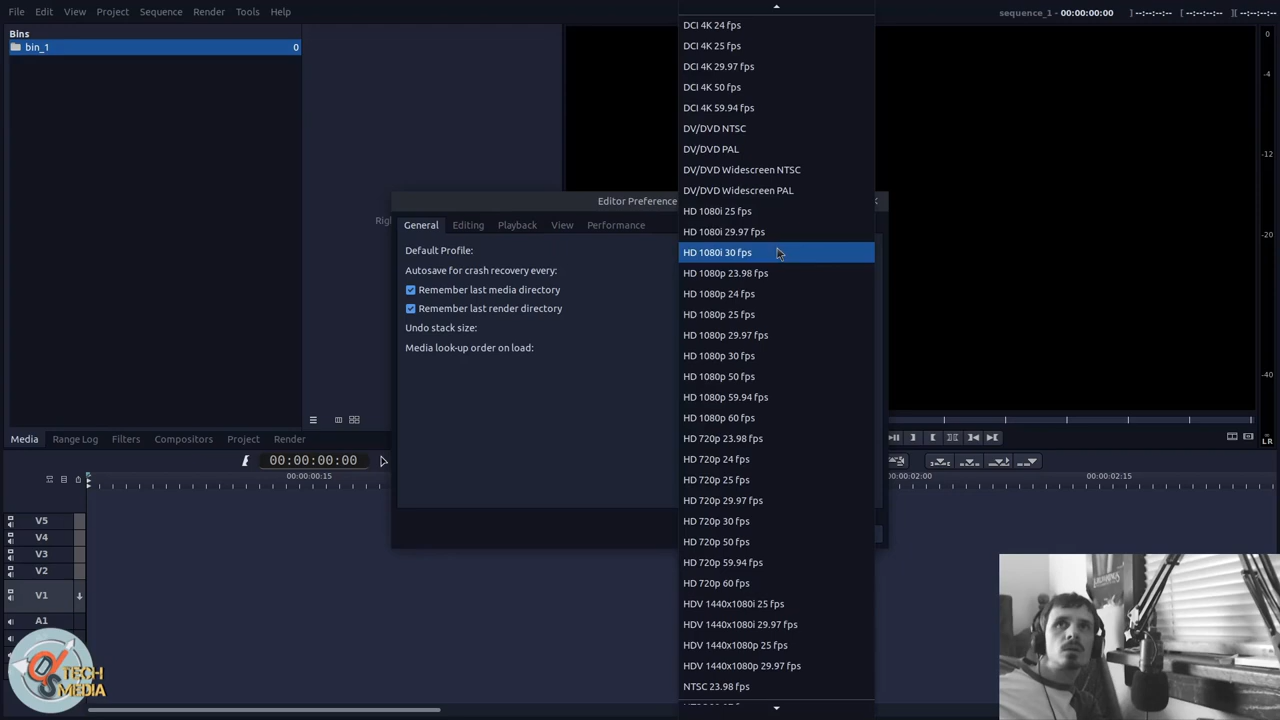 File Edit View Project Sequence Render Tools Help
sequence_1 - 00:00:00:00
] --:--:--:-- [ --:--:--:-- ][ --:--:--:--
Bins
bin_1 0
Editor Preference
General Editing Playback View Performance
Default Profile:
Autosave for crash recovery every:
Remember last media directory
Remember last render directory
Undo stack size:
Media look-up order on load:
DCI 4K 24 fps
DCI 4K 25 fps
DCI 4K 29.97 fps
DCI 4K 50 fps
DCI 4K 59.94 fps
DV/DVD NTSC
DV/DVD PAL
DV/DVD Widescreen NTSC
DV/DVD Widescreen PAL
HD 1080i 25 fps
HD 1080i 29.97 fps
HD 1080i 30 fps
HD 1080p 23.98 fps
HD 1080p 24 fps
HD 1080p 25 fps
HD 1080p 29.97 fps
HD 1080p 30 fps
HD 1080p 50 fps
HD 1080p 59.94 fps
HD 1080p 60 fps
HD 720p 23.98 fps
HD 720p 24 fps
HD 720p 25 fps
HD 720p 29.97 fps
HD 720p 30 fps
HD 720p 50 fps
HD 720p 59.94 fps
HD 720p 60 fps
HDV 1440x1080i 25 fps
HDV 1440x1080i 29.97 fps
HDV 1440x1080p 25 fps
HDV 1440x1080p 29.97 fps
NTSC 23.98 fps
0
-20
-40
-∞
LR
Media Range Log Filters Compositors Project Render
00:00:00:00
00:00:00:15
00:00:02:00
00:00:02:15
V5
V4
V3
V2
V1
A1
TECH
MEDIA